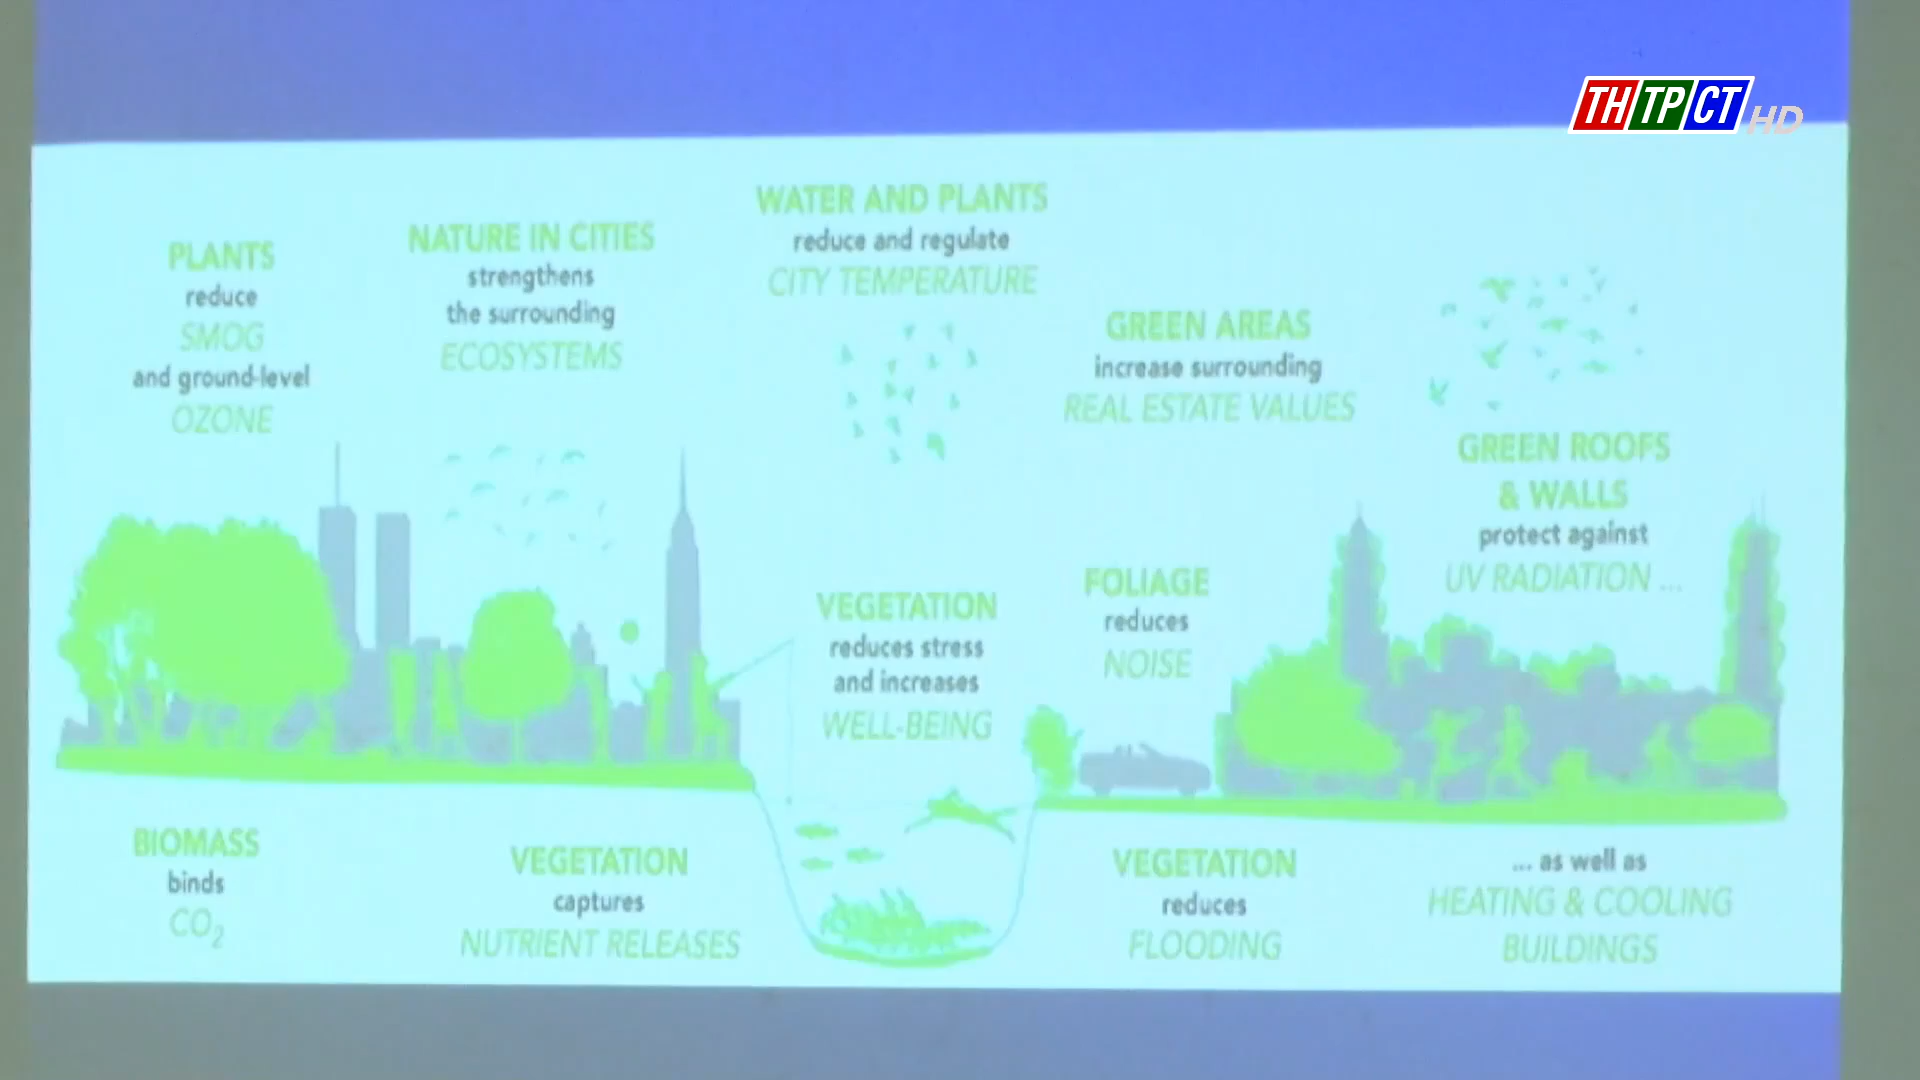 TH TP CT HD
PLANTS
reduce
SMOG
and ground-level
OZONE
NATURE IN CITIES
strengthens
the surrounding
ECOSYSTEMS
WATER AND PLANTS
reduce and regulate
CITY TEMPERATURE
GREEN AREAS
increase surrounding
REAL ESTATE VALUES
GREEN ROOFS
& WALLS
protect against
UV RADIATION ...
VEGETATION
reduces stress
and increases
WELL-BEING
FOLIAGE
reduces
NOISE
BIOMASS
binds
CO₂
VEGETATION
captures
NUTRIENT RELEASES
VEGETATION
reduces
FLOODING
... as well as
HEATING & COOLING
BUILDINGS